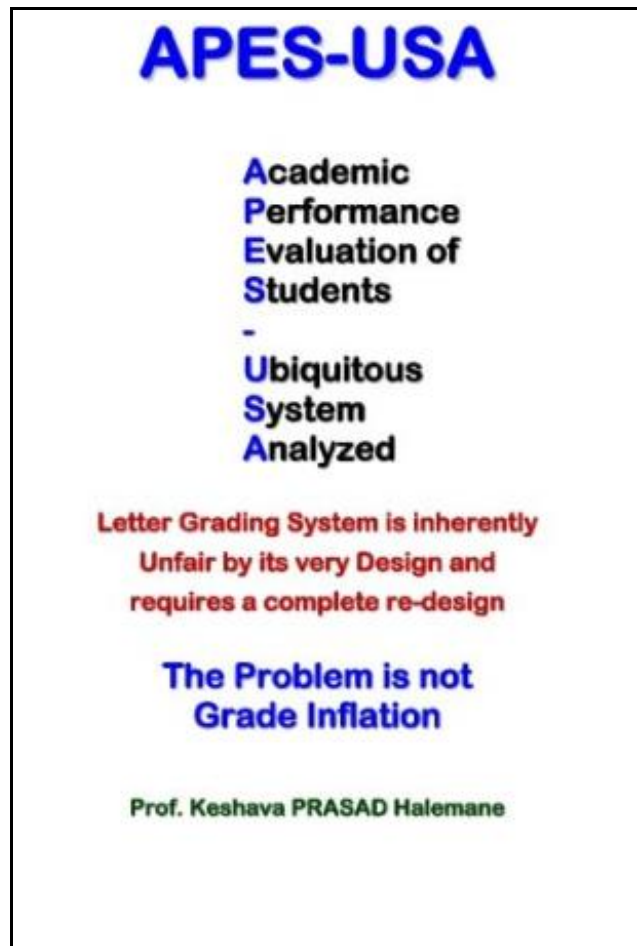 APES-USA
Academic
Performance
Evaluation of
Students
-
Ubiquitous
System
Analyzed
Letter Grading System is inherently
Unfair by its very Design and
requires a complete re-design
The Problem is not
Grade Inflation
Prof. Keshava PRASAD Halemane